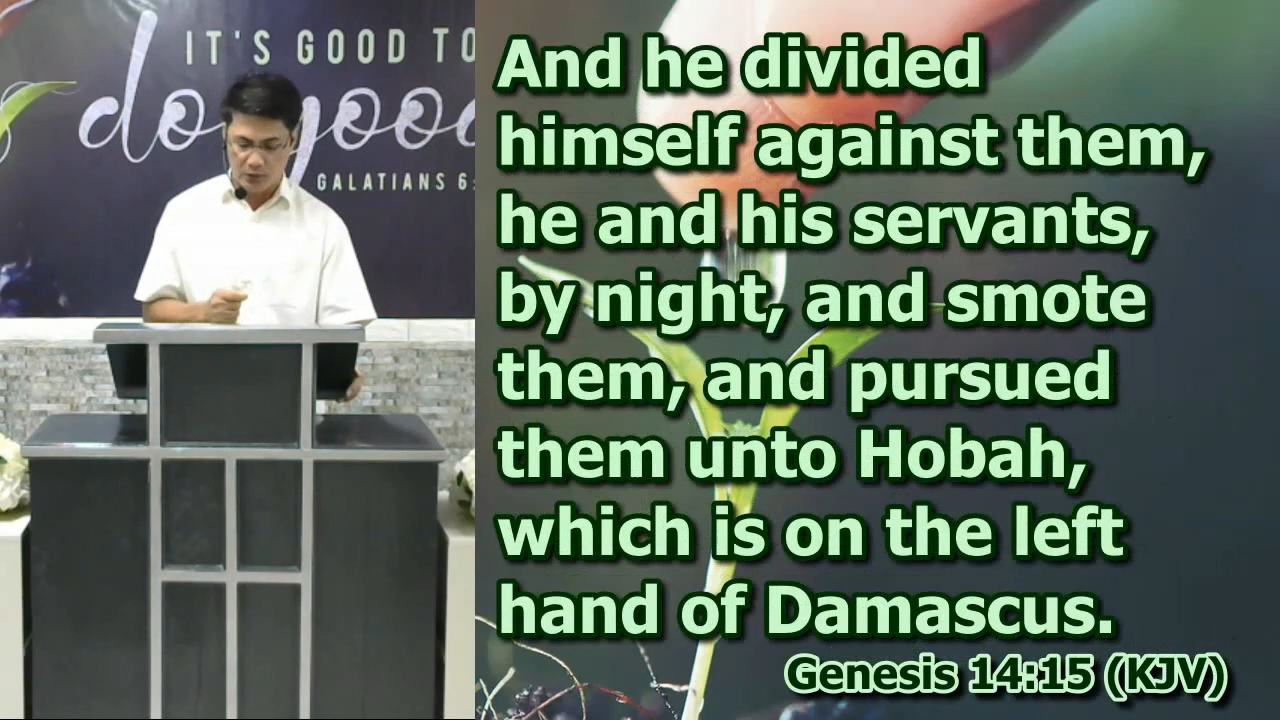 IT'S GOOD TO
do good
GALATIANS 6:
And he divided
himself against them,
he and his servants,
by night, and smote
them, and pursued
them unto Hobah,
which is on the left
hand of Damascus.
Genesis 14:15 (KJV)